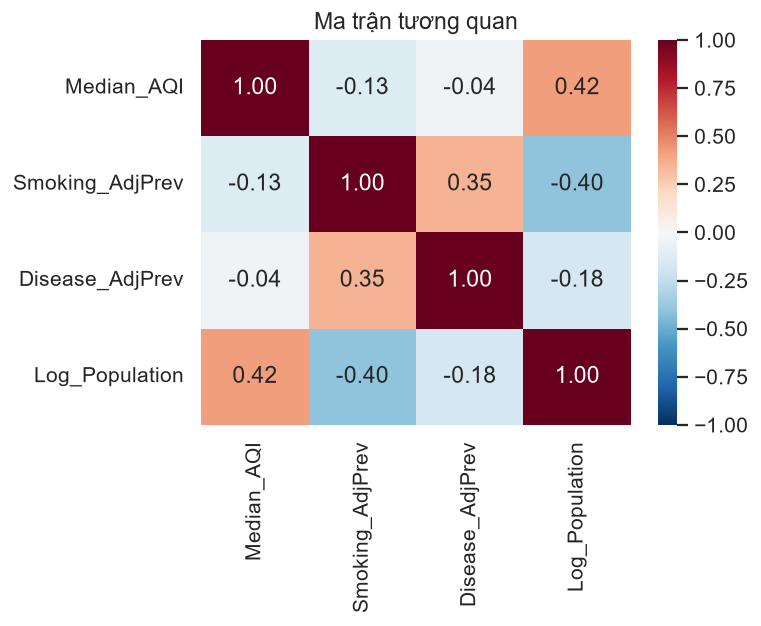 Ma trận tương quan
Median_AQI
1.00
-0.13
-0.04
0.42
Smoking_AdjPrev
-0.13
1.00
0.35
-0.40
Disease_AdjPrev
-0.04
0.35
1.00
-0.18
Log_Population
0.42
-0.40
-0.18
1.00
Median_AQI
Smoking_AdjPrev
Disease_AdjPrev
Log_Population
1.00
0.75
0.50
0.25
0.00
−0.25
−0.50
−0.75
−1.00